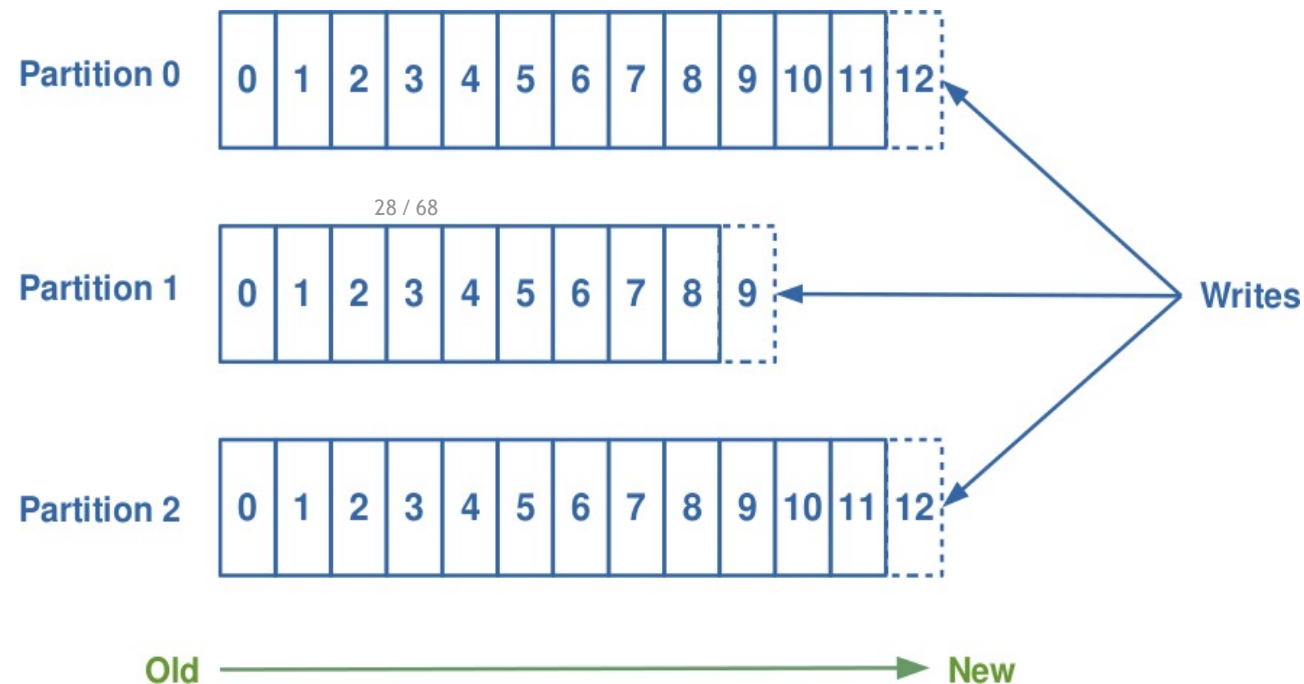 Partition 0 0 1 2 3 4 5 6 7 8 9 10 11 12
28 / 68
Partition 1 0 1 2 3 4 5 6 7 8 9 Writes
Partition 2 0 1 2 3 4 5 6 7 8 9 10 11 12
Old New